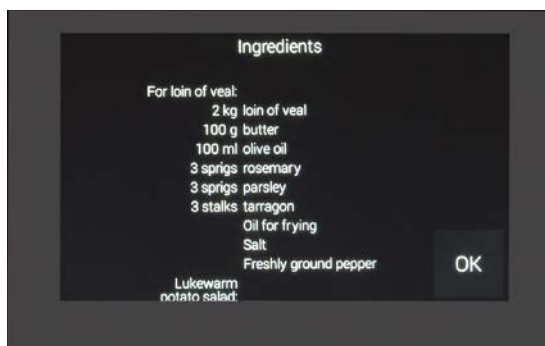 Ingredients
For loin of veal:
2 kg loin of veal
100 g butter
100 ml olive oil
3 sprigs rosemary
3 sprigs parsley
3 stalks tarragon
Oil for frying
Salt
Freshly ground pepper
OK
Lukewarm
potato salad: